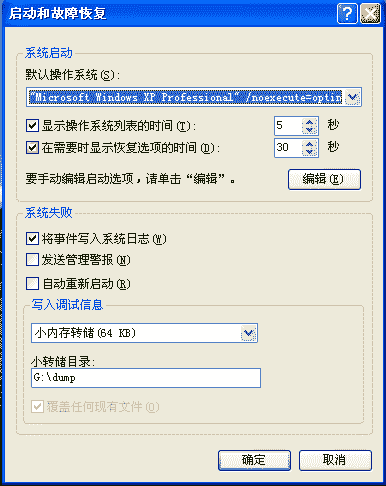 启动和故障恢复
系统启动
默认操作系统(S):
"Microsoft Windows XP Professional" /noexecute=optin
显示操作系统列表的时间(T): 5 秒
在需要时显示恢复选项的时间(D): 30 秒
要手动编辑启动选项,请单击“编辑”。 编辑(E)
系统失败
将事件写入系统日志(W)
发送管理警报(N)
自动重新启动(R)
写入调试信息
小内存转储(64 KB)
小转储目录:
G:\dump
覆盖任何现有文件(O)
确定 取消